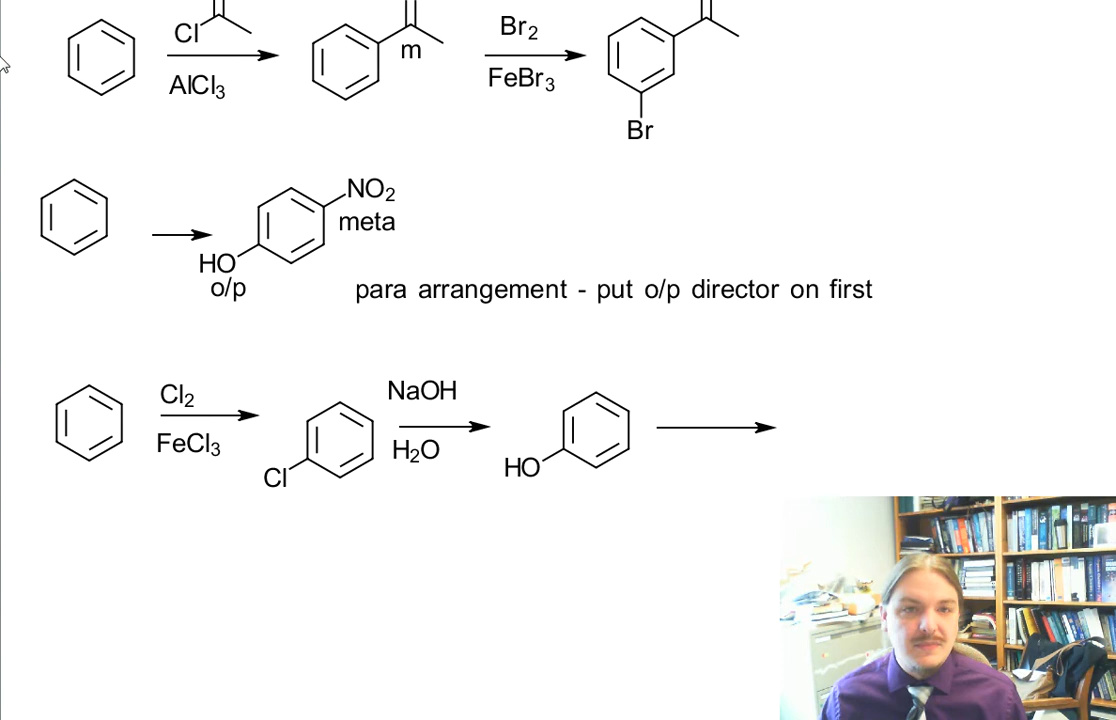 Cl
AlCl3
m
Br2
FeBr3
Br
NO2
meta
HO
o/p
para arrangement - put o/p director on first
Cl2
FeCl3
Cl
NaOH
H2O
HO